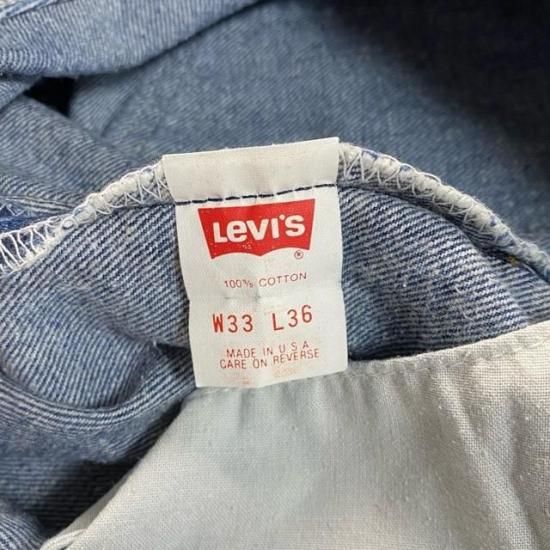 Levi's
®
100% COTTON
W33 L36
MADE IN U S A
CARE ON REVERSE